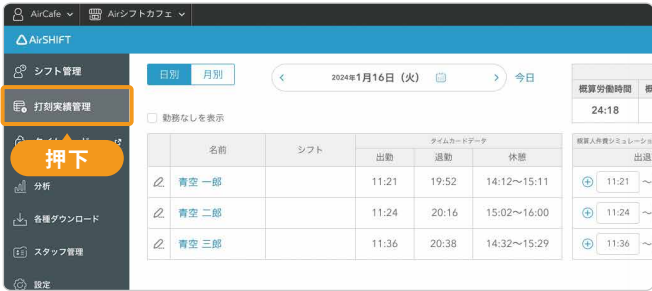 AirCafe Airシフトカフェ
AirSHIFT
シフト管理
打刻実績管理
押下
分析
各種ダウンロード
スタッフ管理
設定
日別 月別
2024年1月16日（火）
今日
勤務なしを表示
概算労働時間
24:18
名前 シフト タイムカードデータ
出勤 退勤 休憩
青空 一郎 11:21 19:52 14:12～15:11
青空 二郎 11:24 20:16 15:02～16:00
青空 三郎 11:36 20:38 14:32～15:29
概算人件費シミュレーショ
出退
11:21 ～
11:24 ～
11:36 ～